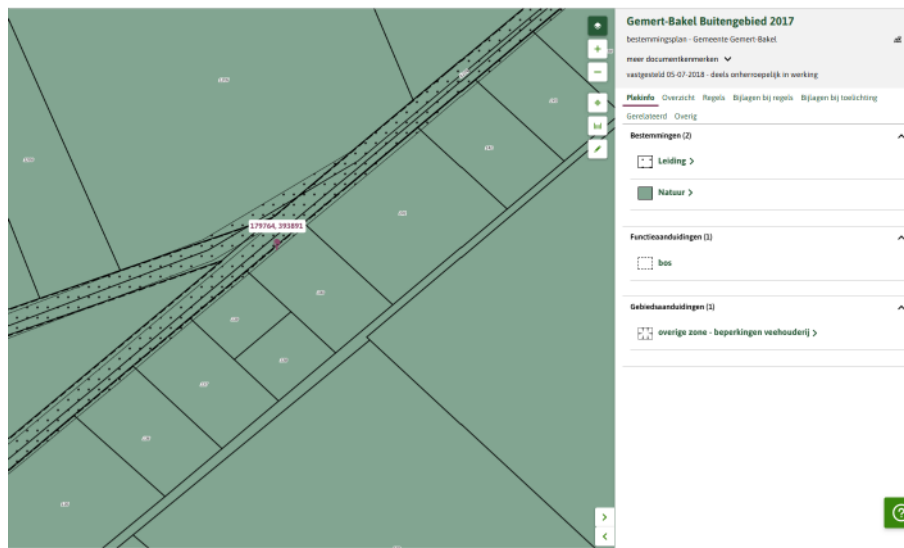 Gemert-Bakel Buitengebied 2017
bestemmingsplan - Gemeente Gemert-Bakel
meer documentkenmerken
vastgesteld 05-07-2018 - deels onherroepelijk in werking
Plekinfo Overzicht Regels Bijlagen bij regels Bijlagen bij toelichting
Gerelateerd Overig
Bestemmingen (2)
Leiding >
Natuur >
Functieaanduidingen (1)
bos
Gebiedsaanduidingen (1)
overige zone - beperkingen veehouderij >
179764, 393891